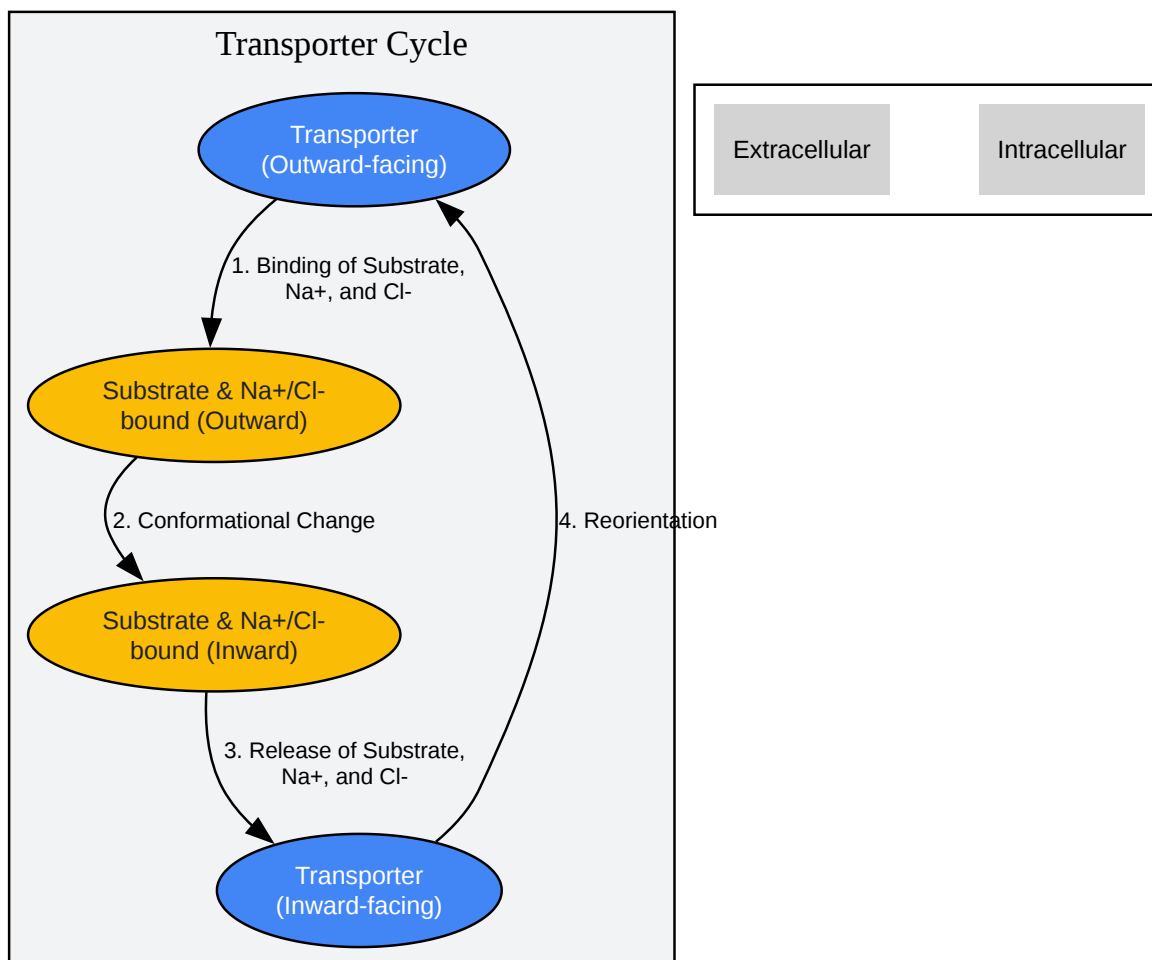 Transporter Cycle
Transporter
(Outward-facing)
Extracellular
Intracellular
1. Binding of Substrate,
Na+, and Cl-
Substrate & Na+/Cl-
bound (Outward)
2. Conformational Change
4. Reorientation
Substrate & Na+/Cl-
bound (Inward)
3. Release of Substrate,
Na+, and Cl-
Transporter
(Inward-facing)